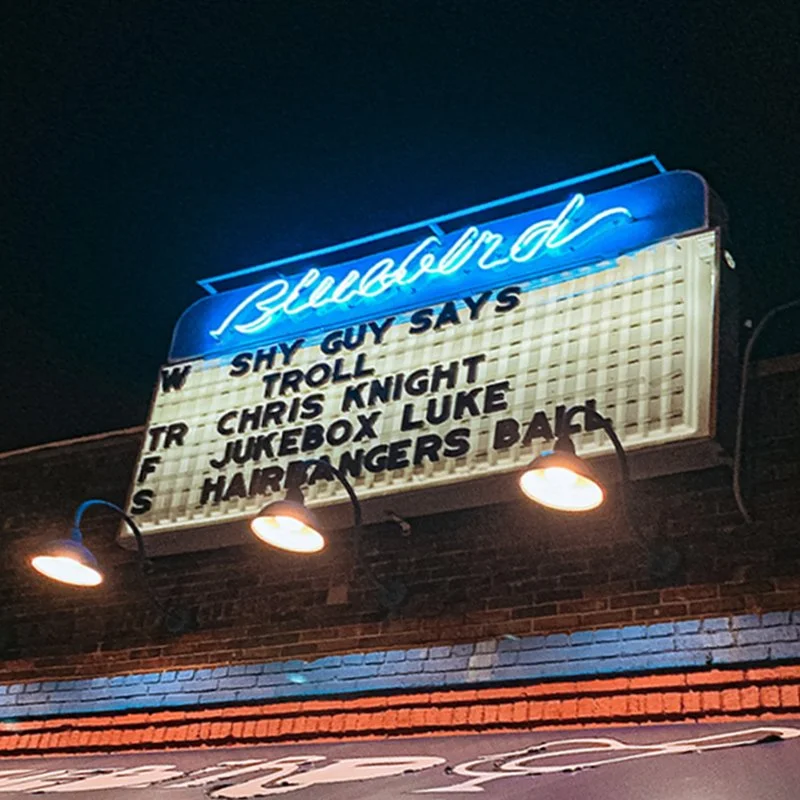 Bluebird
W SHY GUY SAYS
TROLL
TR CHRIS KNIGHT
F JUKEBOX LUKE
S HAIRBANGERS BALL